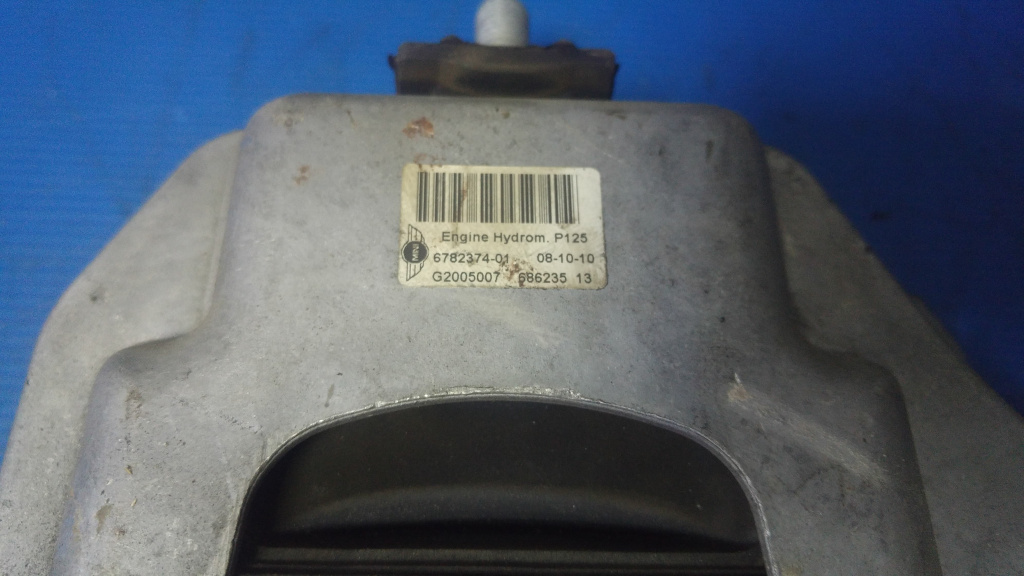 Engine Hydrom. P125
6782374-01 08-10-10
G2005007 686235 13